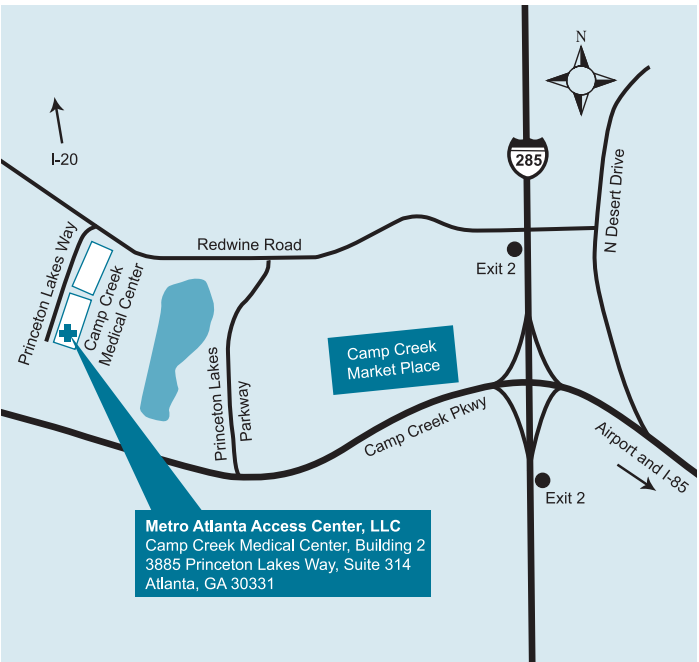 N
I-20
285
N Desert Drive
Princeton Lakes Way
Redwine Road
Camp Creek
Medical Center
Exit 2
Camp Creek
Market Place
Princeton Lakes
Parkway
Camp Creek Pkwy
Airport and I-85
Exit 2
Metro Atlanta Access Center, LLC
Camp Creek Medical Center, Building 2
3885 Princeton Lakes Way, Suite 314
Atlanta, GA 30331